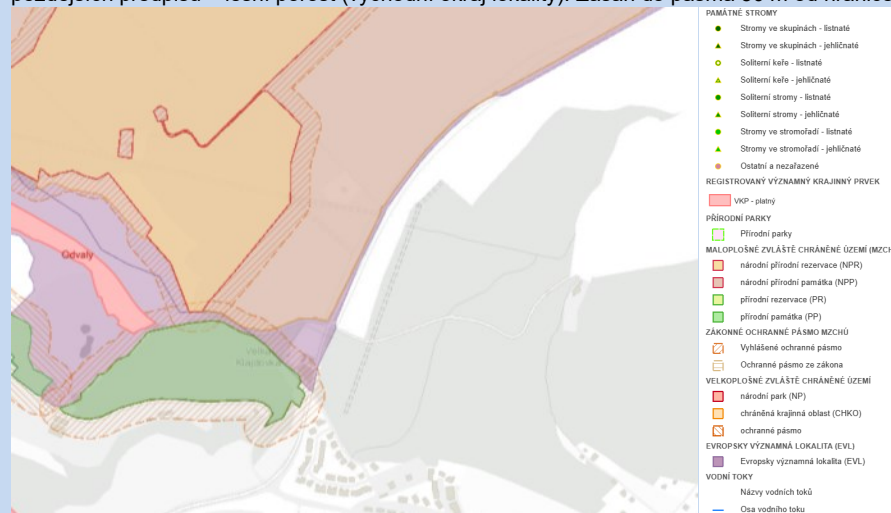 Odvaly
Velká
PAMÁTNÉ STROMY
Stromy ve skupinách - listnaté
Stromy ve skupinách - jehličnaté
Soliterní keře - listnaté
Soliterní keře - jehličnaté
Soliterní stromy - listnaté
Soliterní stromy - jehličnaté
Stromy ve stromořadí - listnaté
Stromy ve stromořadí - jehličnaté
Ostatní a nezařazené
REGISTROVANÝ VÝZNAMNÝ KRAJINNÝ PRVEK
VKP - platný
PŘÍRODNÍ PARKY
Přírodní parky
MALOPLOŠNÉ ZVLÁŠTĚ CHRÁNĚNÉ ÚZEMÍ (MZCH
národní přírodní rezervace (NPR)
národní přírodní památka (NPP)
přírodní rezervace (PR)
přírodní památka (PP)
ZÁKONNÉ OCHRANNÉ PÁSMO MZCHÚ
Vyhlášené ochranné pásmo
Ochranné pásmo ze zákona
VELKOPLOŠNÉ ZVLÁŠTĚ CHRÁNĚNÉ ÚZEMÍ
národní park (NP)
chráněná krajinná oblast (CHKO)
ochranné pásmo
EVROPSKY VÝZNAMNÁ LOKALITA (EVL)
Evropsky významná lokalita (EVL)
VODNÍ TOKY
Názvy vodních toků
Osa vodního toku